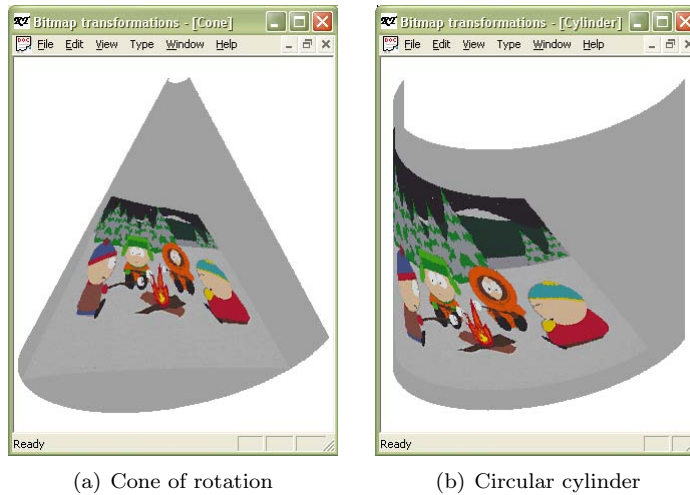 Bitmap transformations - [Cone]
File Edit View Type Window Help
Ready
(a) Cone of rotation
Bitmap transformations - [Cylinder]
File Edit View Type Window Help
Ready
(b) Circular cylinder